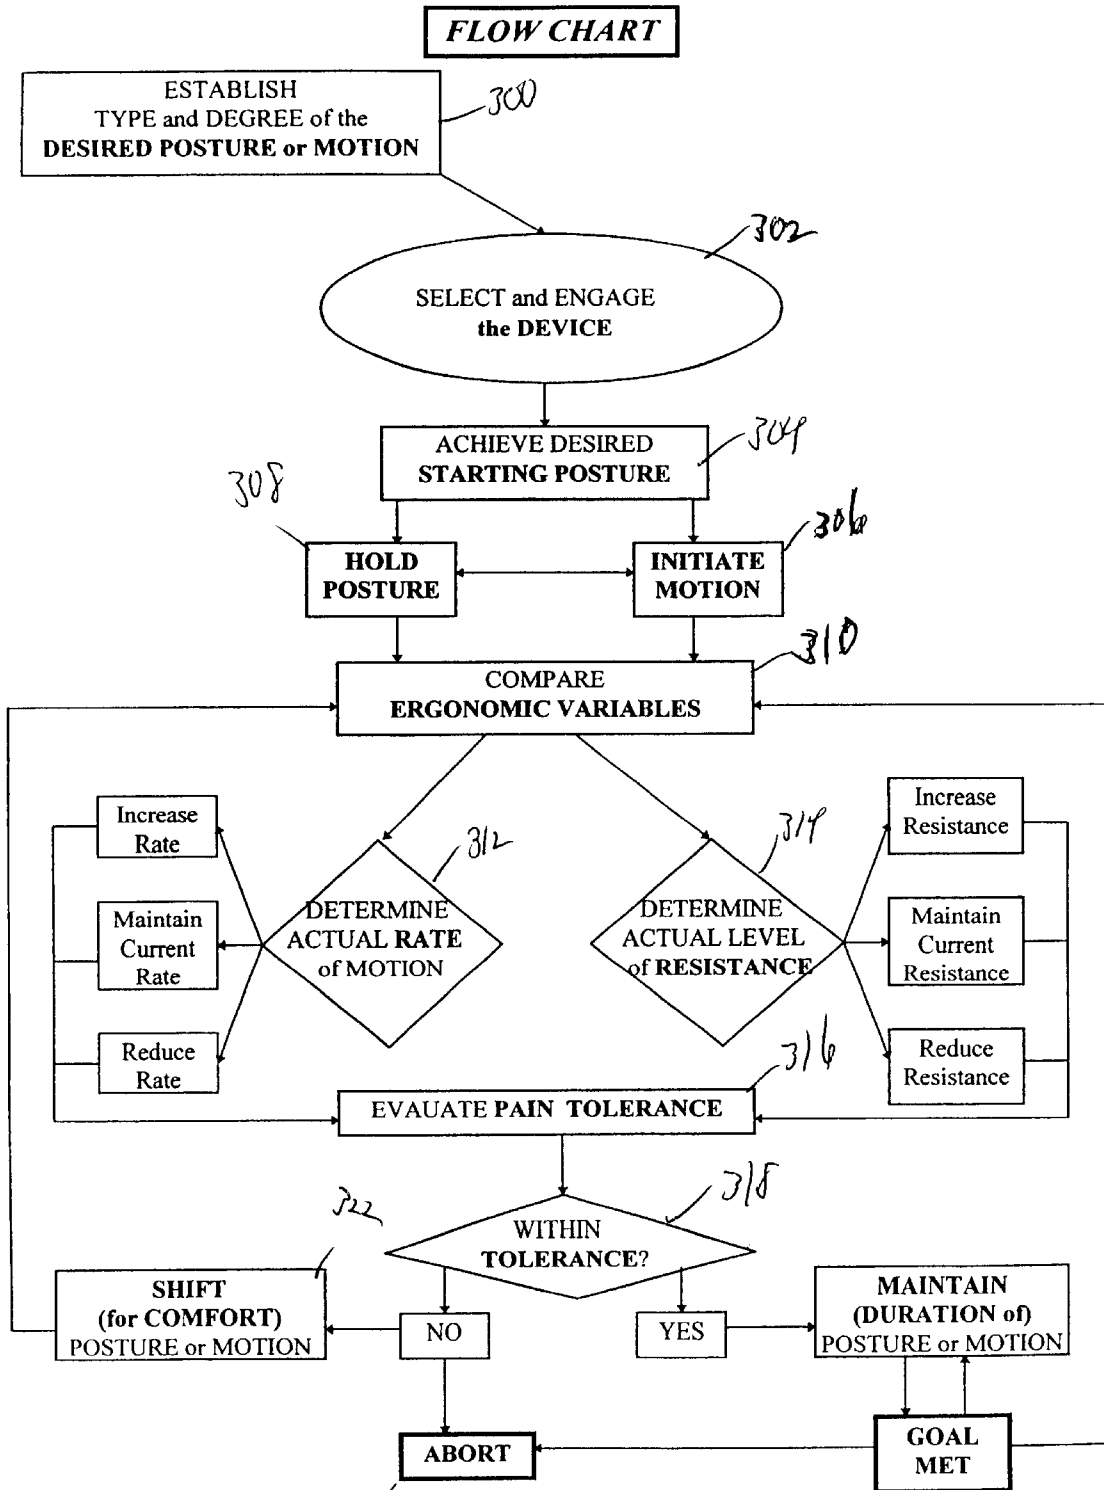 FLOW CHART
ESTABLISH
TYPE and DEGREE of the
DESIRED POSTURE or MOTION
300
302
SELECT and ENGAGE
the DEVICE
304
ACHIEVE DESIRED
STARTING POSTURE
308
306
HOLD
POSTURE
INITIATE
MOTION
310
COMPARE
ERGONOMIC VARIABLES
Increase
Rate
312
314
Increase
Resistance
Maintain
Current
Rate
DETERMINE
ACTUAL RATE
of MOTION
DETERMINE
ACTUAL LEVEL
of RESISTANCE
Maintain
Current
Resistance
Reduce
Rate
Reduce
Resistance
316
EVAUATE PAIN TOLERANCE
318
322
WITHIN
TOLERANCE?
SHIFT
(for COMFORT)
POSTURE or MOTION
NO
YES
MAINTAIN
(DURATION of)
POSTURE or MOTION
ABORT
GOAL
MET